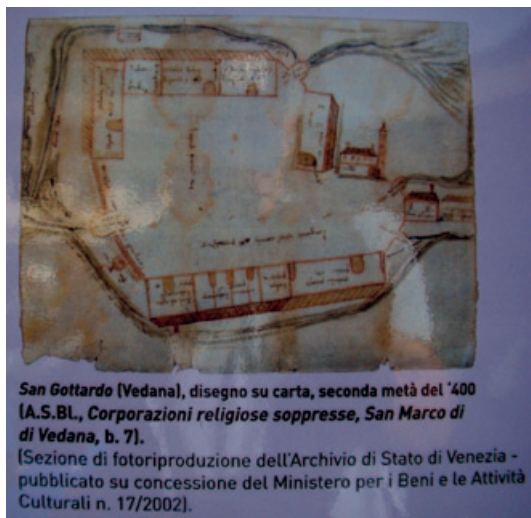 San Gottardo (Vedana), disegno su carta, seconda metà del '400
(A.S.Bl., Corporazioni religiose soppresse, San Marco di
di Vedana, b. 7).
(Sezione di fotoriproduzione dell'Archivio di Stato di Venezia -
pubblicato su concessione del Ministero per i Beni e le Attività
Culturali n. 17/2002).